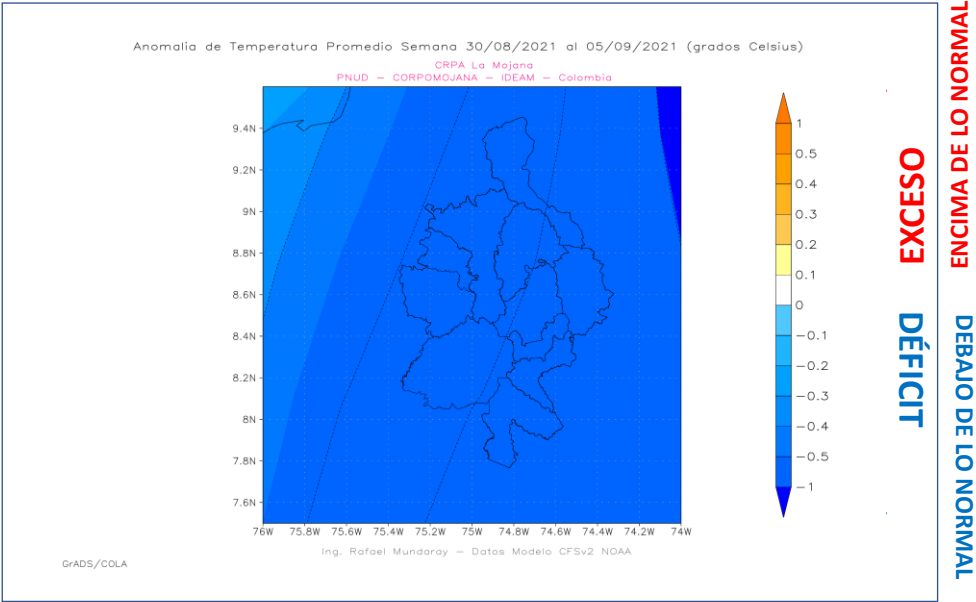 Anomalia de Temperatura Promedio Semana 30/08/2021 al 05/09/2021 (grados Celsius)
CRPA La Mojana
PNUD – CORPOMOJANA – IDEAM – Colombia
9.4N
9.2N
9N
8.8N
8.6N
8.4N
8.2N
8N
7.8N
7.6N
76W 75.8W 75.6W 75.4W 75.2W 75W 74.8W 74.6W 74.4W 74.2W 74W
Ing. Rafael Mundaray – Datos Modelo CFSv2 NOAA
GrADS/COLA
1
0.5
0.4
0.3
0.2
0.1
0
−0.1
−0.2
−0.3
−0.4
−0.5
−1
EXCESO
DÉFICIT
ENCIMA DE LO NORMAL
DEBAJO DE LO NORMAL